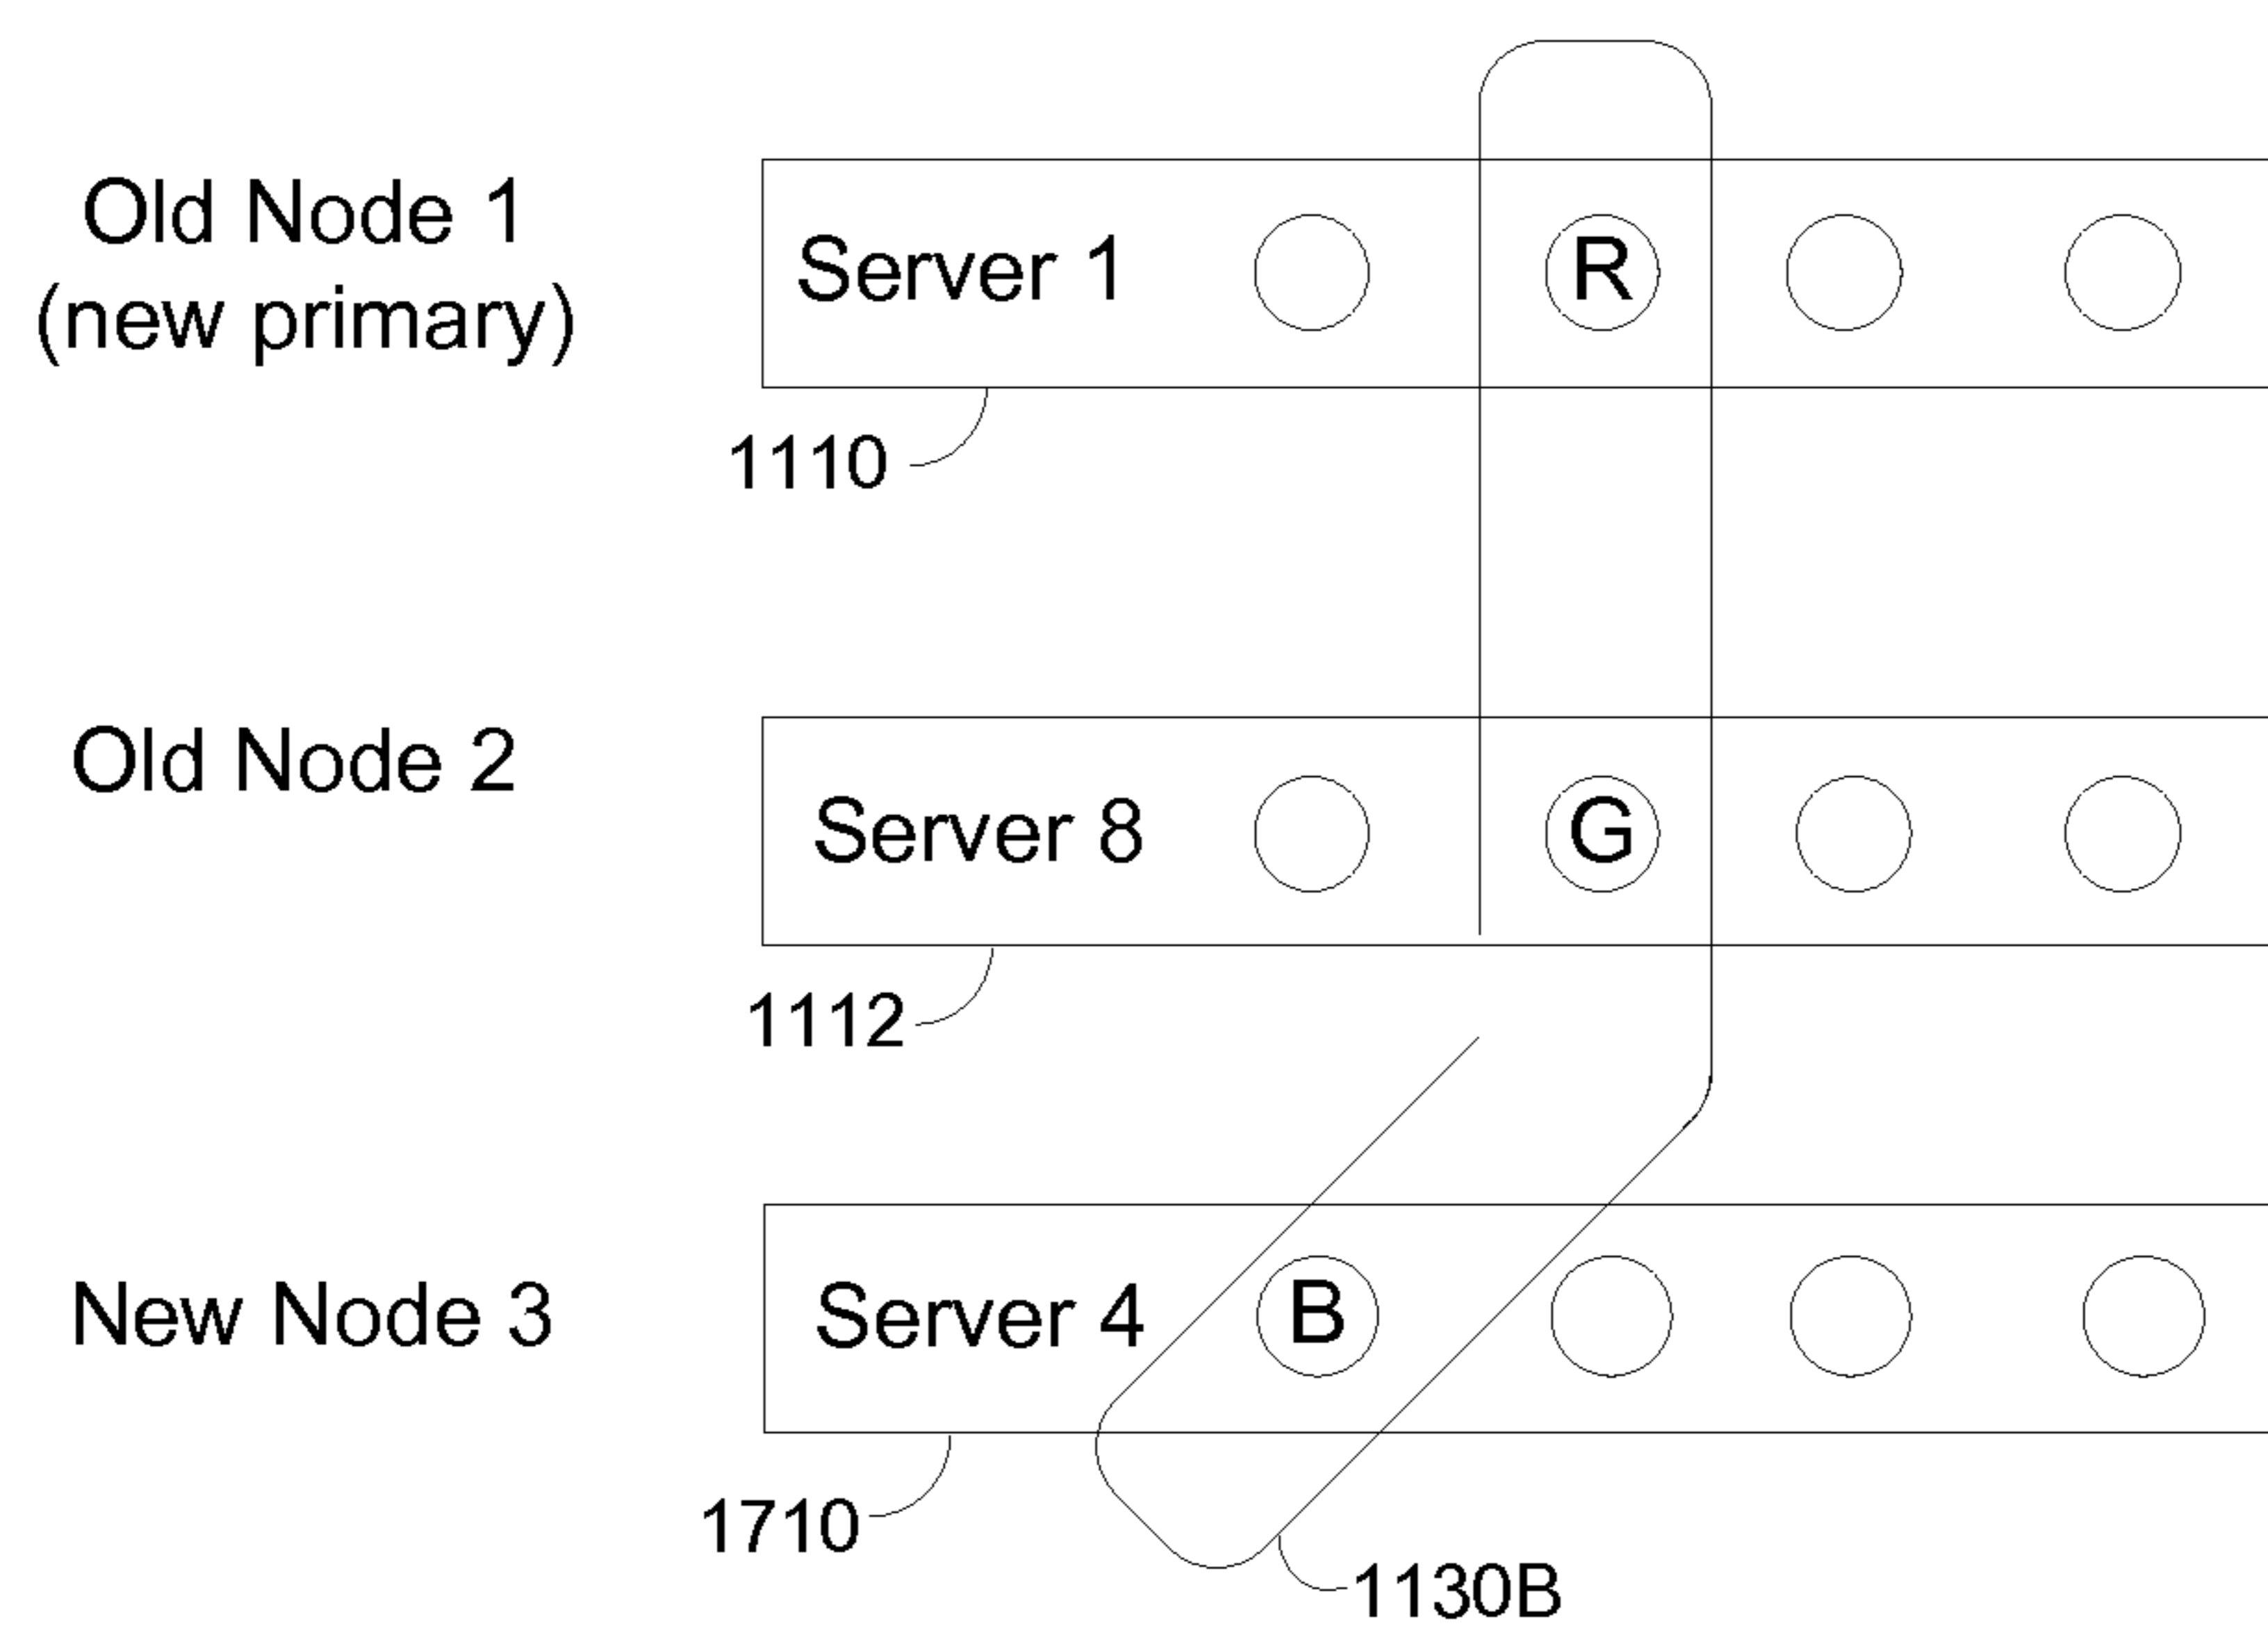 Old Node 1
(new primary)
Server 1
R
1110
Old Node 2
Server 8
G
1112
New Node 3
Server 4
B
1710
1130B